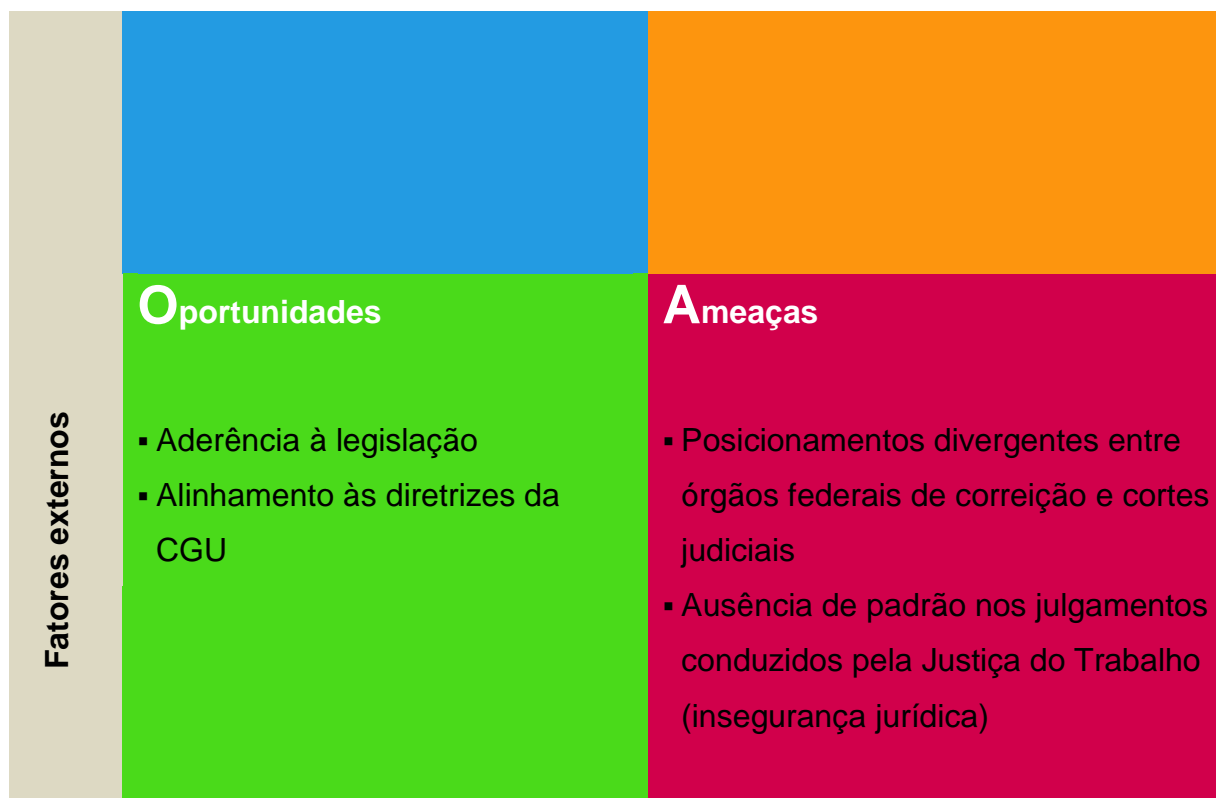 Fatores externos
Oportunidades
▪ Aderência à legislação
▪ Alinhamento às diretrizes da
CGU
Ameaças
▪ Posicionamentos divergentes entre
órgãos federais de correição e cortes
judiciais
▪ Ausência de padrão nos julgamentos
conduzidos pela Justiça do Trabalho
(insegurança jurídica)